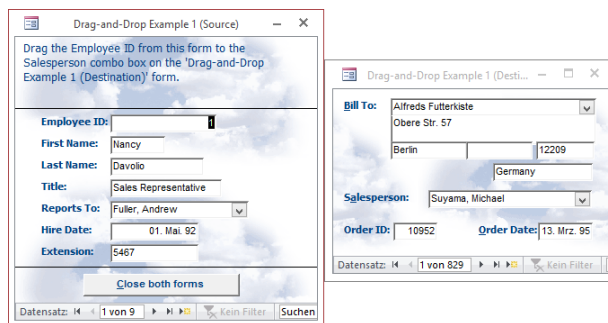 Drag-and-Drop Example 1 (Source)
Drag the Employee ID from this form to the
Salesperson combo box on the 'Drag-and-Drop
Example 1 (Destination)' form.
Employee ID: 1
First Name: Nancy
Last Name: Davolio
Title: Sales Representative
Reports To: Fuller, Andrew
Hire Date: 01. Mai. 92
Extension: 5467
Close both forms
Datensatz: 1 von 9 Kein Filter Suchen
Drag-and-Drop Example 1 (Desti...
Bill To: Alfreds Futterkiste
Obere Str. 57
Berlin 12209
Germany
Salesperson: Suyama, Michael
Order ID: 10952 Order Date: 13. Mrz. 95
Datensatz: 1 von 829 Kein Filter